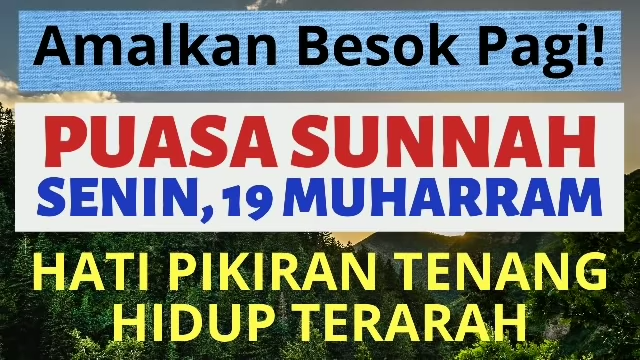 Amalkan Besok Pagi!
PUASA SUNNAH
SENIN, 19 MUHARRAM
HATI PIKIRAN TENANG
HIDUP TERARAH